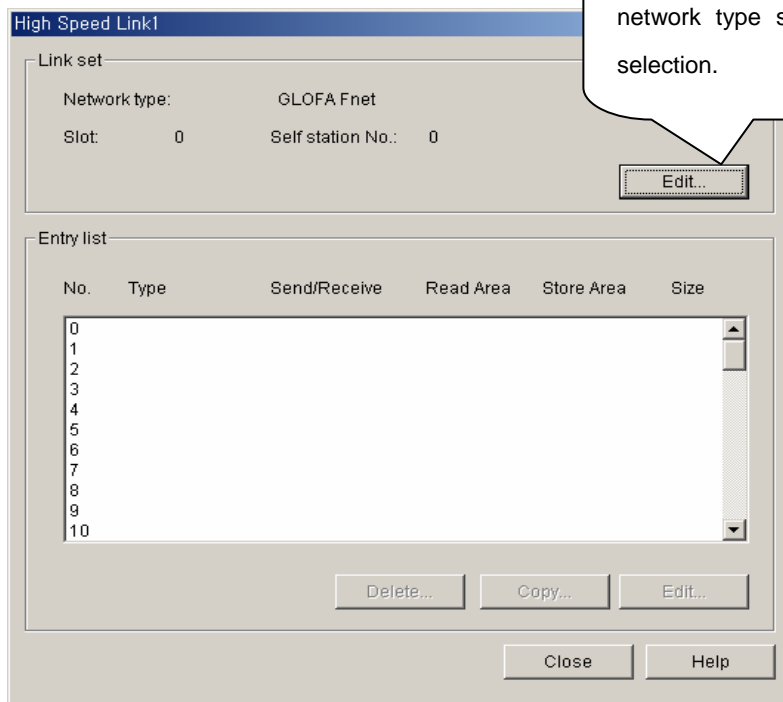 network type s
selection.
High Speed Link1
Link set
Network type: GLOFA Fnet
Slot: 0 Self station No.: 0
Edit...
Entry list
No. Type Send/Receive Read Area Store Area Size
0
1
2
3
4
5
6
7
8
9
10
Delete... Copy... Edit...
Close Help